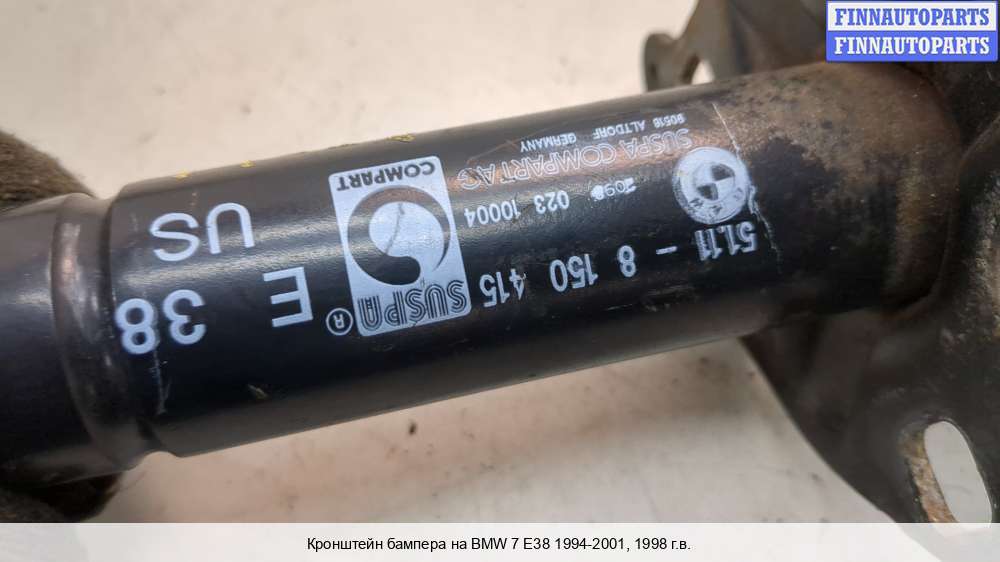 FINNAUTOPARTS
FINNAUTOPARTS
51.11 - 8 150 415
023 10004
SUSPA COMPART AG
90518 ALTDORF
GERMANY
SUSPA
®
COMPART
E 38
US
Кронштейн бампера на BMW 7 E38 1994-2001, 1998 г.в.